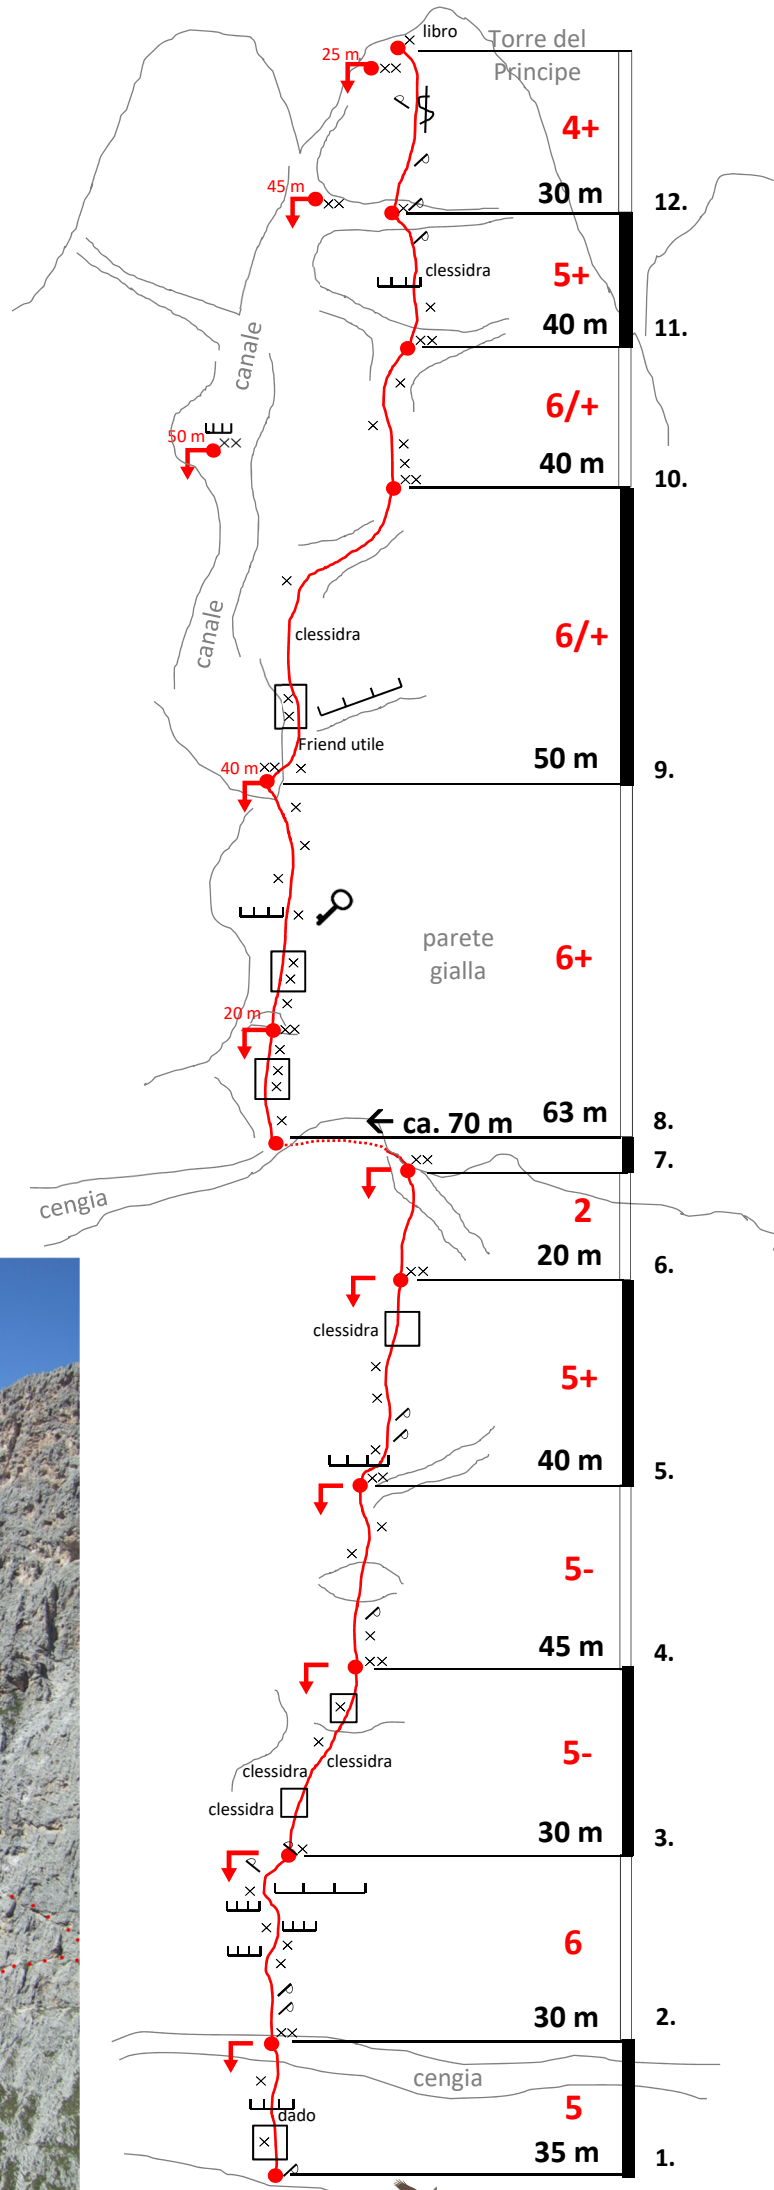 libro
Torre del
Principe
25 m
4+
45 m
30 m
12.
clessidra
5+
40 m
11.
canale
6/+
50 m
40 m
10.
canale
clessidra
6/+
Friend utile
40 m
50 m
9.
parete
gialla
6+
20 m
ca. 70 m
63 m
8.
7.
cengia
2
20 m
6.
clessidra
5+
40 m
5.
5-
45 m
4.
5-
clessidra
clessidra
clessidra
30 m
3.
6
30 m
2.
cengia
5
dado
35 m
1.